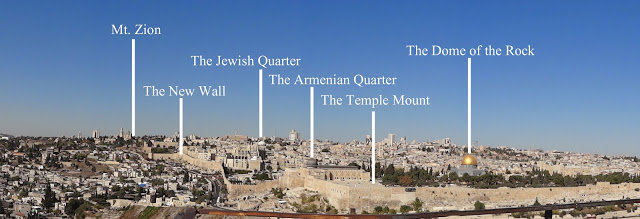 Mt. Zion
The New Wall
The Jewish Quarter
The Armenian Quarter
The Temple Mount
The Dome of the Rock